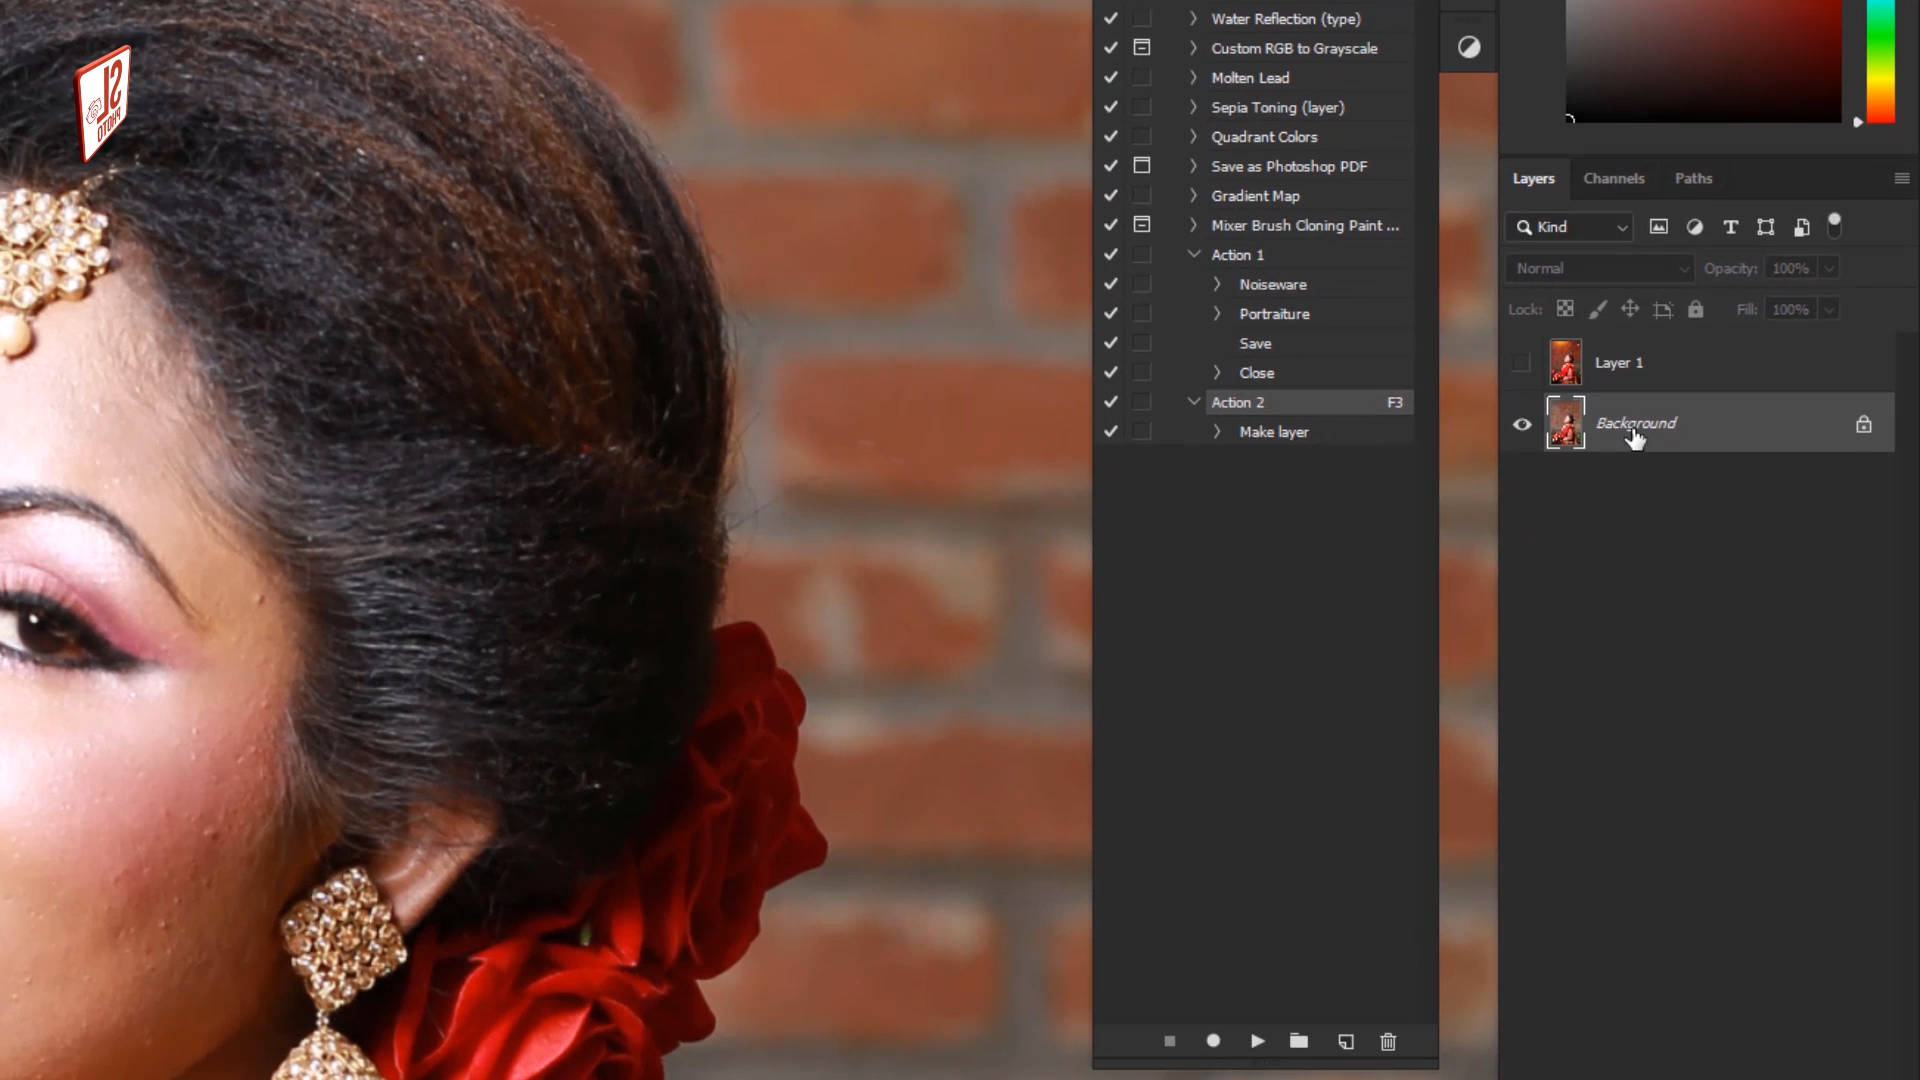 SL
PHOTO
Water Reflection (type)
Custom RGB to Grayscale
Molten Lead
Sepia Toning (layer)
Quadrant Colors
Save as Photoshop PDF
Gradient Map
Mixer Brush Cloning Paint ...
Action 1
Noiseware
Portraiture
Save
Close
Action 2 F3
Make layer
Layers Channels Paths
Kind
Normal Opacity: 100%
Lock: Fill: 100%
Layer 1
Background